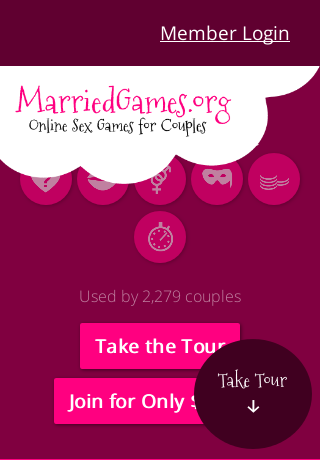 Member Login
MarriedGames.org
Online Sex Games for Couples
Used by 2,279 couples
Take the Tour
Join for Only
Take Tour